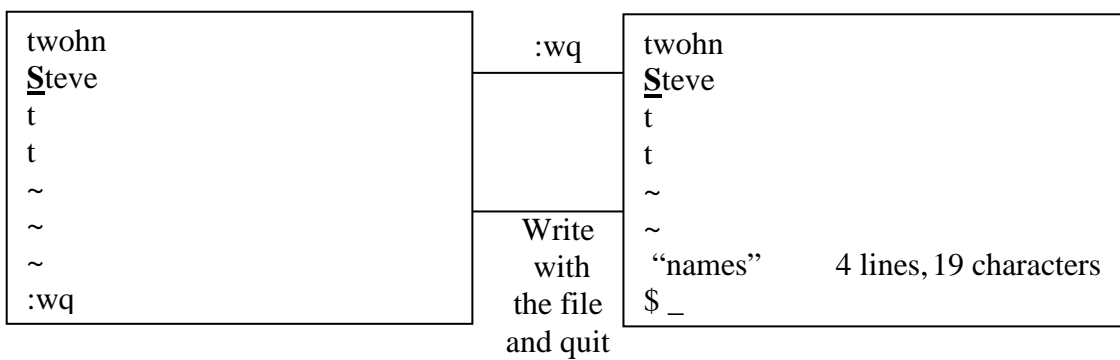 twohn
Steve
t
t
~
~
~
:wq
:wq
Write
with
the file
and quit
twohn
Steve
t
t
~
~
“names” 4 lines, 19 characters
$ _